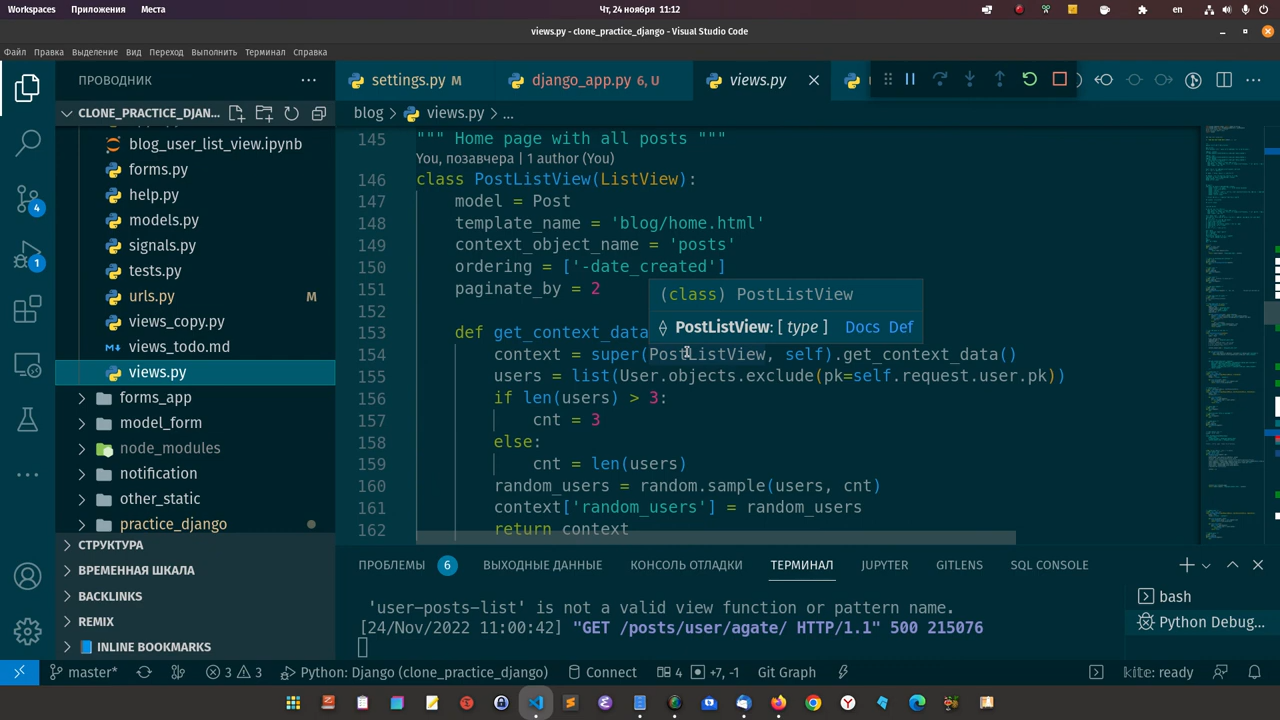 Workspaces Приложения Места Чт, 24 ноября 11:12 en
views.py - clone_practice_django - Visual Studio Code
Файл Правка Выделение Вид Переход Выполнить Терминал Справка
ПРОВОДНИК
settings.py M
django_app.py 6, U
views.py
CLONE_PRACTICE_DJAN...
blog > views.py > ...
blog_user_list_view.ipynb
forms.py
help.py
models.py
signals.py
tests.py
urls.py M
views_copy.py
views_todo.md
views.py
forms_app
model_form
node_modules
notification
other_static
practice_django
СТРУКТУРА
ВРЕМЕННАЯ ШКАЛА
BACKLINKS
REMIX
INLINE BOOKMARKS
4
1
145 """ Home page with all posts """
You, позавчера | 1 author (You)
146 class PostListView(ListView):
147 model = Post
148 template_name = 'blog/home.html'
149 context_object_name = 'posts'
150 ordering = ['-date_created']
151 paginate_by = 2
152
153 def get_context_data
154 context = super(PostListView, self).get_context_data()
155 users = list(User.objects.exclude(pk=self.request.user.pk))
156 if len(users) > 3:
157 cnt = 3
158 else:
159 cnt = len(users)
160 random_users = random.sample(users, cnt)
161 context['random_users'] = random_users
162 return context
(class) PostListView
PostListView: [ type ] Docs Def
ПРОБЛЕМЫ 6 ВЫХОДНЫЕ ДАННЫЕ КОНСОЛЬ ОТЛАДКИ ТЕРМИНАЛ JUPYTER GITLENS SQL CONSOLE
'user-posts-list' is not a valid view function or pattern name.
[24/Nov/2022 11:00:42] "GET /posts/user/agate/ HTTP/1.1" 500 215076
bash
Python Debug...
master* 3 3 Python: Django (clone_practice_django) Connect 4 +7, -1 Git Graph kite: ready